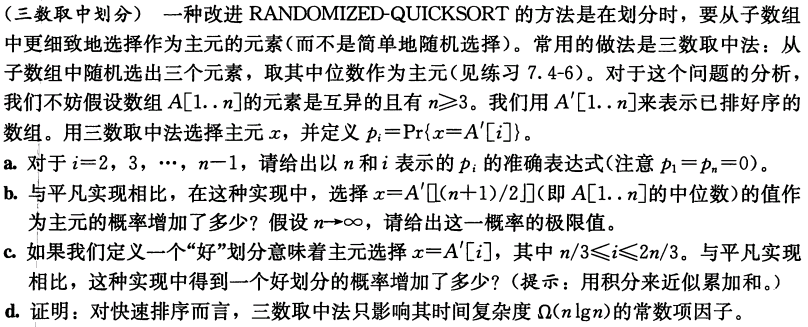 (三数取中划分) 一种改进 RANDOMIZED-QUICKSORT 的方法是在划分时，要从子数组
中更细致地选择作为主元的元素(而不是简单地随机选择)。常用的做法是三数取中法：从
子数组中随机选出三个元素，取其中位数作为主元(见练习 7.4-6)。对于这个问题的分析，
我们不妨假设数组 A[1..n]的元素是互异的且有 n≥3。我们用 A′[1..n]来表示已排好序的
数组。用三数取中法选择主元 x，并定义 pᵢ=Pr{x=A′[i]}。
a. 对于 i=2，3，…，n-1，请给出以 n 和 i 表示的 pᵢ 的准确表达式(注意 p₁=pₙ=0)。
b. 与平凡实现相比，在这种实现中，选择 x=A′[⌊(n+1)/2⌋](即 A[1..n]的中位数)的值作
为主元的概率增加了多少？假设 n→∞，请给出这一概率的极限值。
c. 如果我们定义一个“好”划分意味着主元选择 x=A′[i]，其中 n/3≤i≤2n/3。与平凡实现
相比，这种实现中得到一个好划分的概率增加了多少？(提示：用积分来近似累加和。)
d. 证明：对快速排序而言，三数取中法只影响其时间复杂度 Ω(nlgn)的常数项因子。